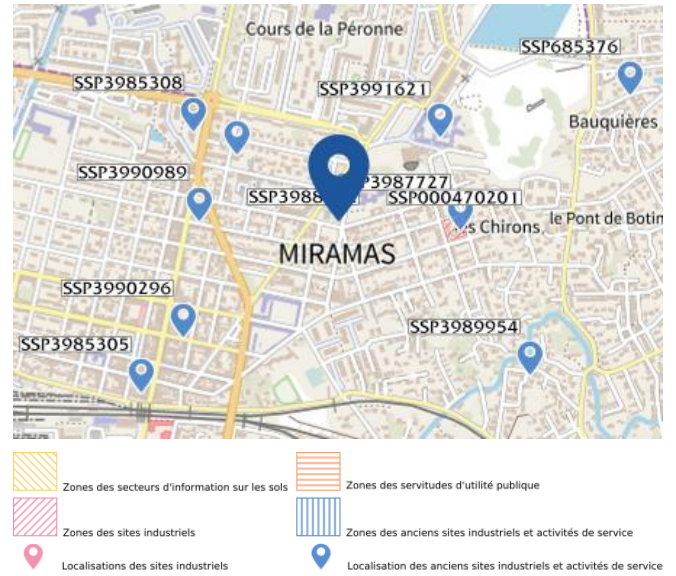 Cours de la Péronne
SSP685376
SSP3985308
SSP3991621
Bauquières
SSP3990989
SSP3988
3987727
SSP000470201
Chirons
le Pont de Botin
MIRAMAS
SSP3990296
SSP3989954
SSP3985305
Zones des secteurs d'information sur les sols
Zones des servitudes d'utilité publique
Zones des sites industriels
Zones des anciens sites industriels et activités de service
Localisations des sites industriels
Localisation des anciens sites industriels et activités de service